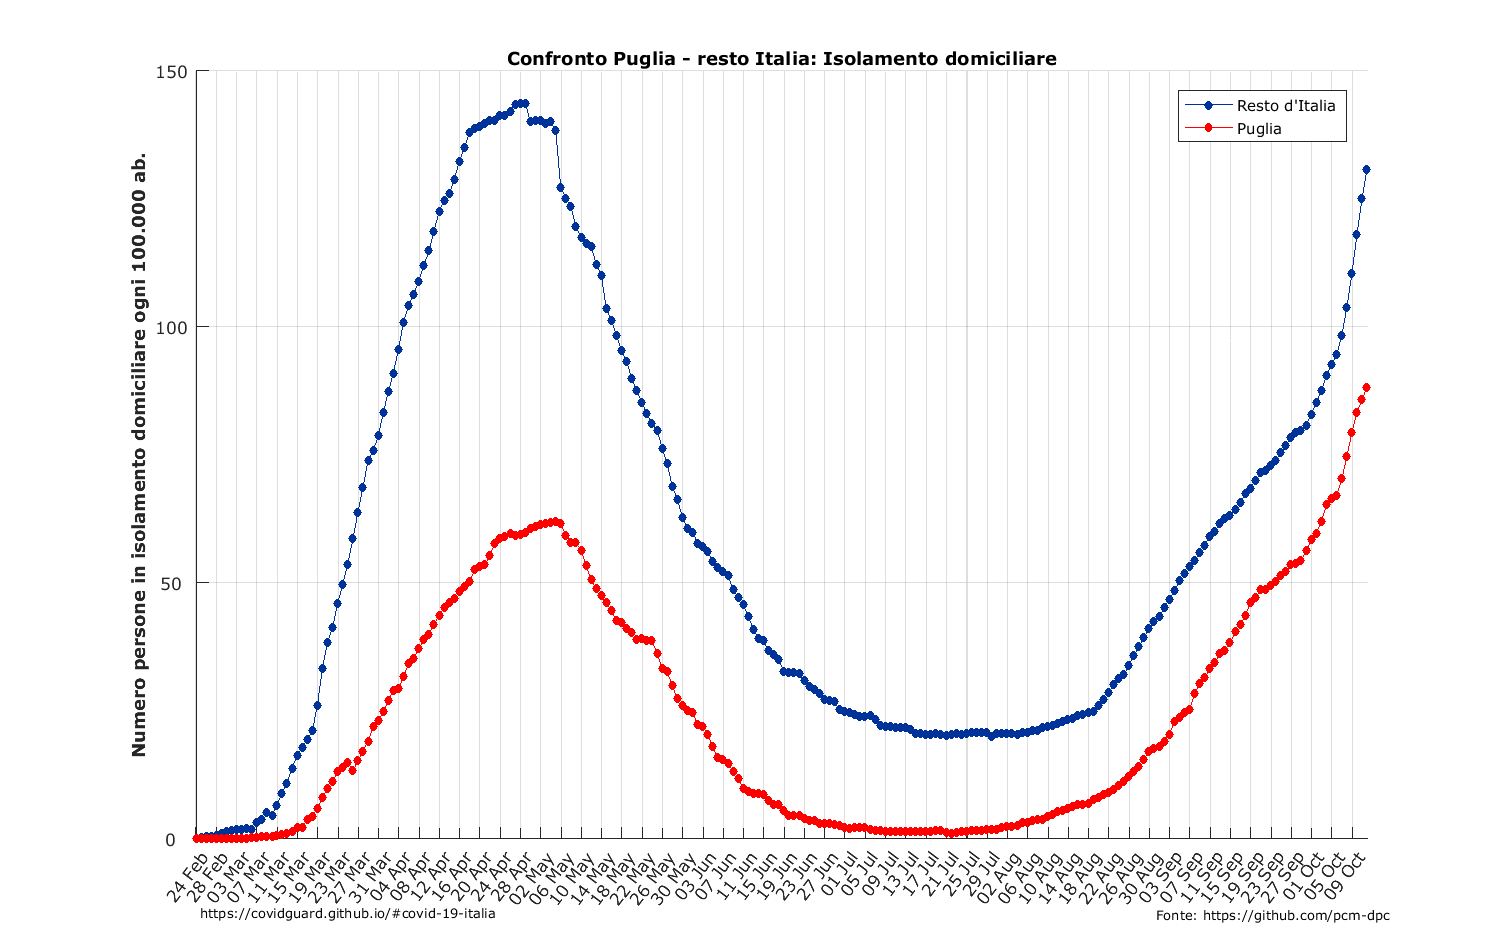 Confronto Puglia - resto Italia: Isolamento domiciliare
Numero persone in isolamento domiciliare ogni 100.000 ab.
150
100
50
0
Resto d'Italia
Puglia
24 Feb
28 Feb
03 Mar
07 Mar
11 Mar
15 Mar
19 Mar
23 Mar
27 Mar
31 Mar
04 Apr
08 Apr
12 Apr
16 Apr
20 Apr
24 Apr
28 Apr
02 May
06 May
10 May
14 May
18 May
22 May
26 May
30 May
03 Jun
07 Jun
11 Jun
15 Jun
19 Jun
23 Jun
27 Jun
01 Jul
05 Jul
09 Jul
13 Jul
17 Jul
21 Jul
25 Jul
29 Jul
02 Aug
06 Aug
10 Aug
14 Aug
18 Aug
22 Aug
26 Aug
30 Aug
03 Sep
07 Sep
11 Sep
15 Sep
19 Sep
23 Sep
27 Sep
01 Oct
05 Oct
09 Oct
https://covidguard.github.io/#covid-19-italia
Fonte: https://github.com/pcm-dpc